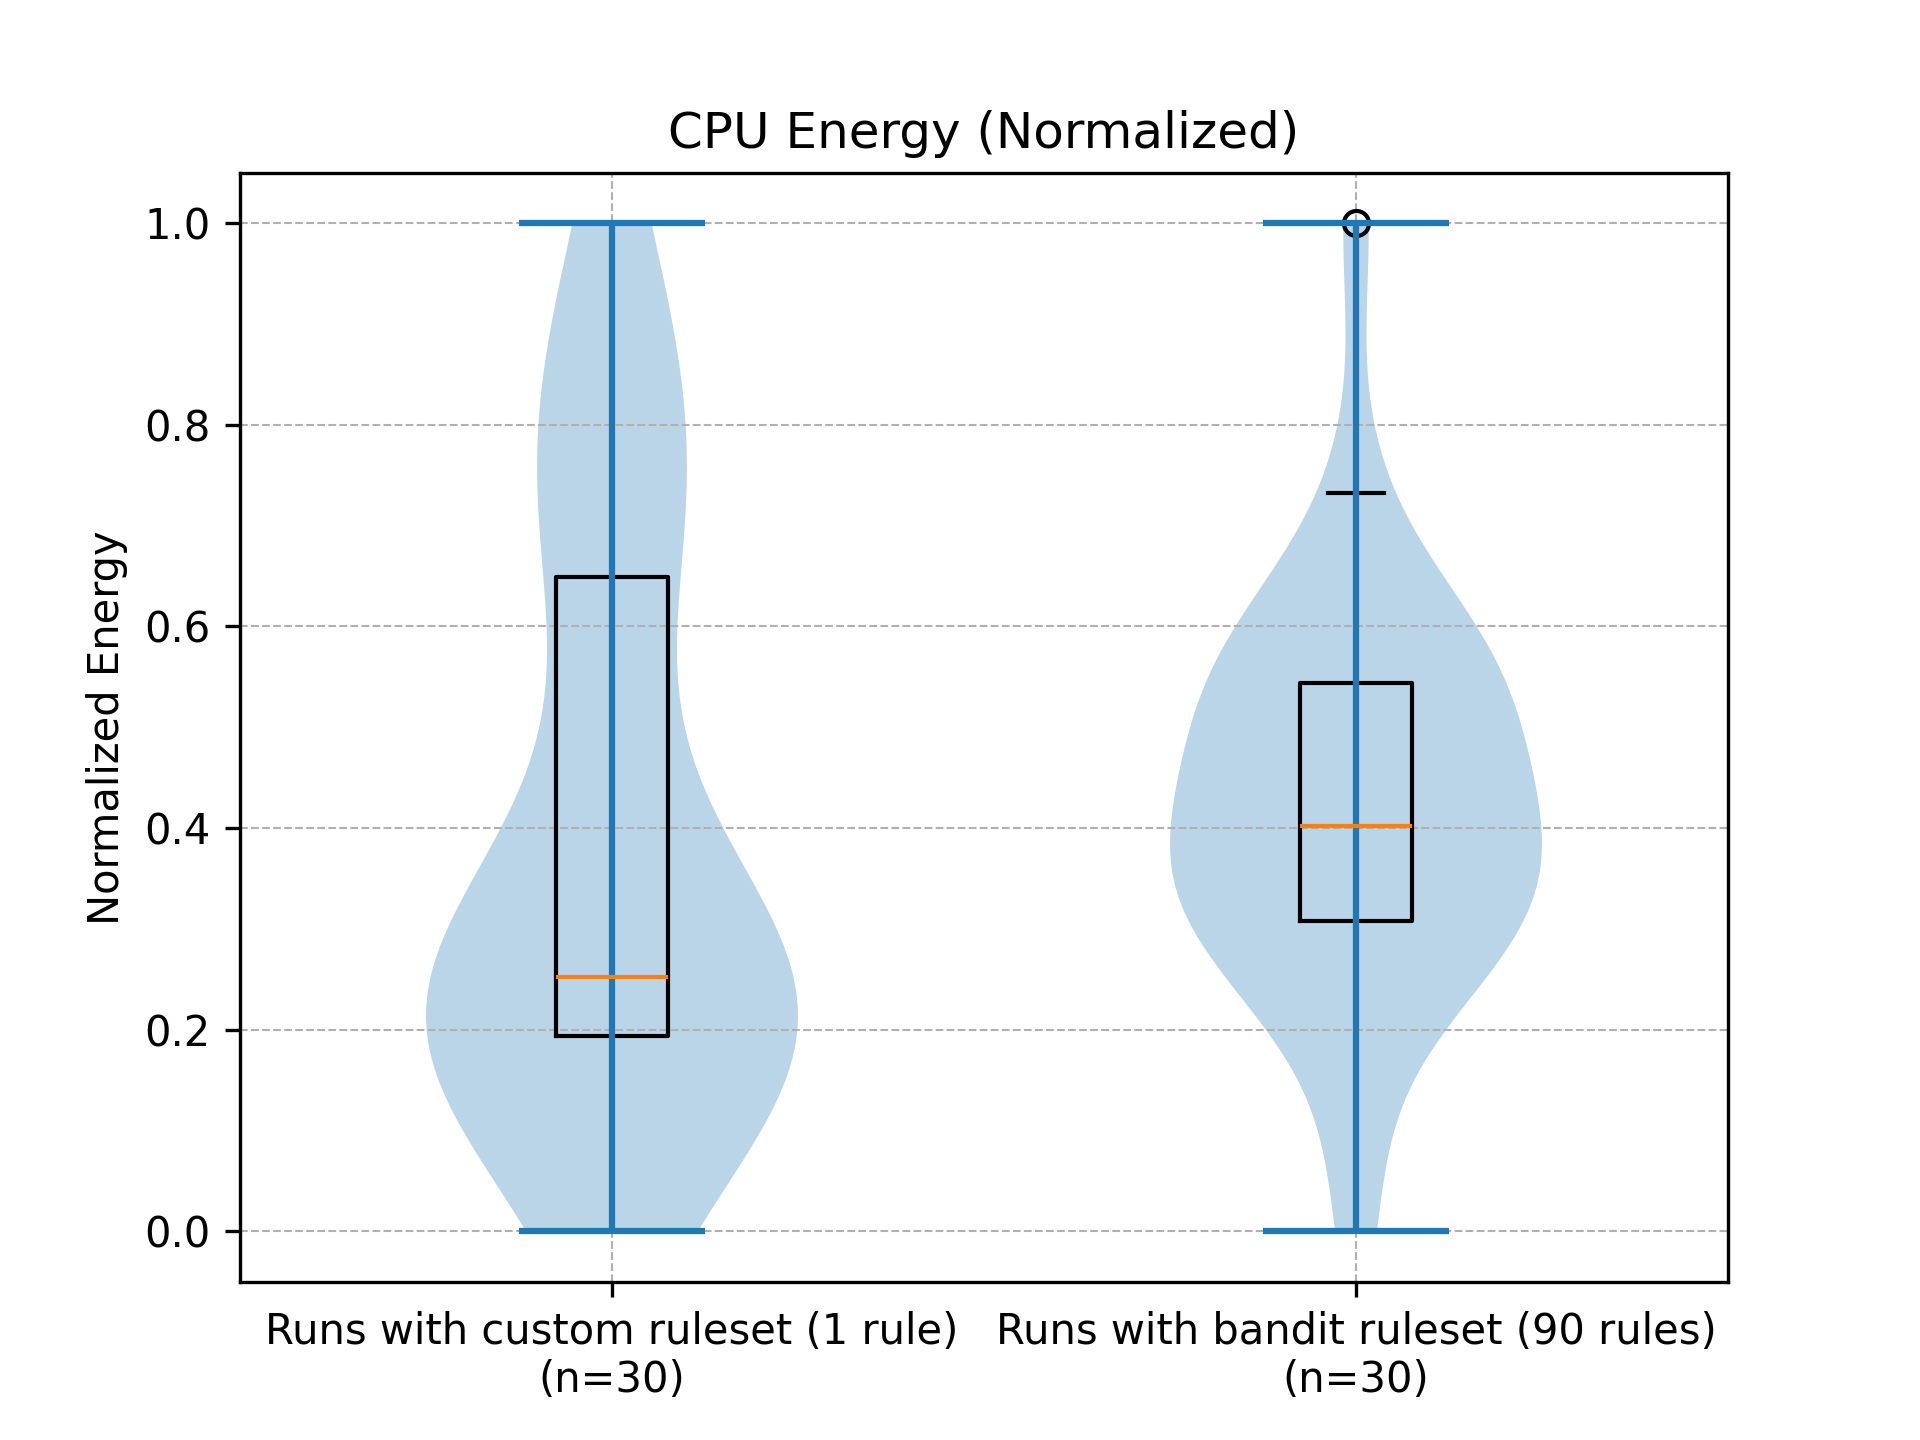 CPU Energy (Normalized)
Normalized Energy
1.0
0.8
0.6
0.4
0.2
0.0
Runs with custom ruleset (1 rule)
(n=30)
Runs with bandit ruleset (90 rules)
(n=30)